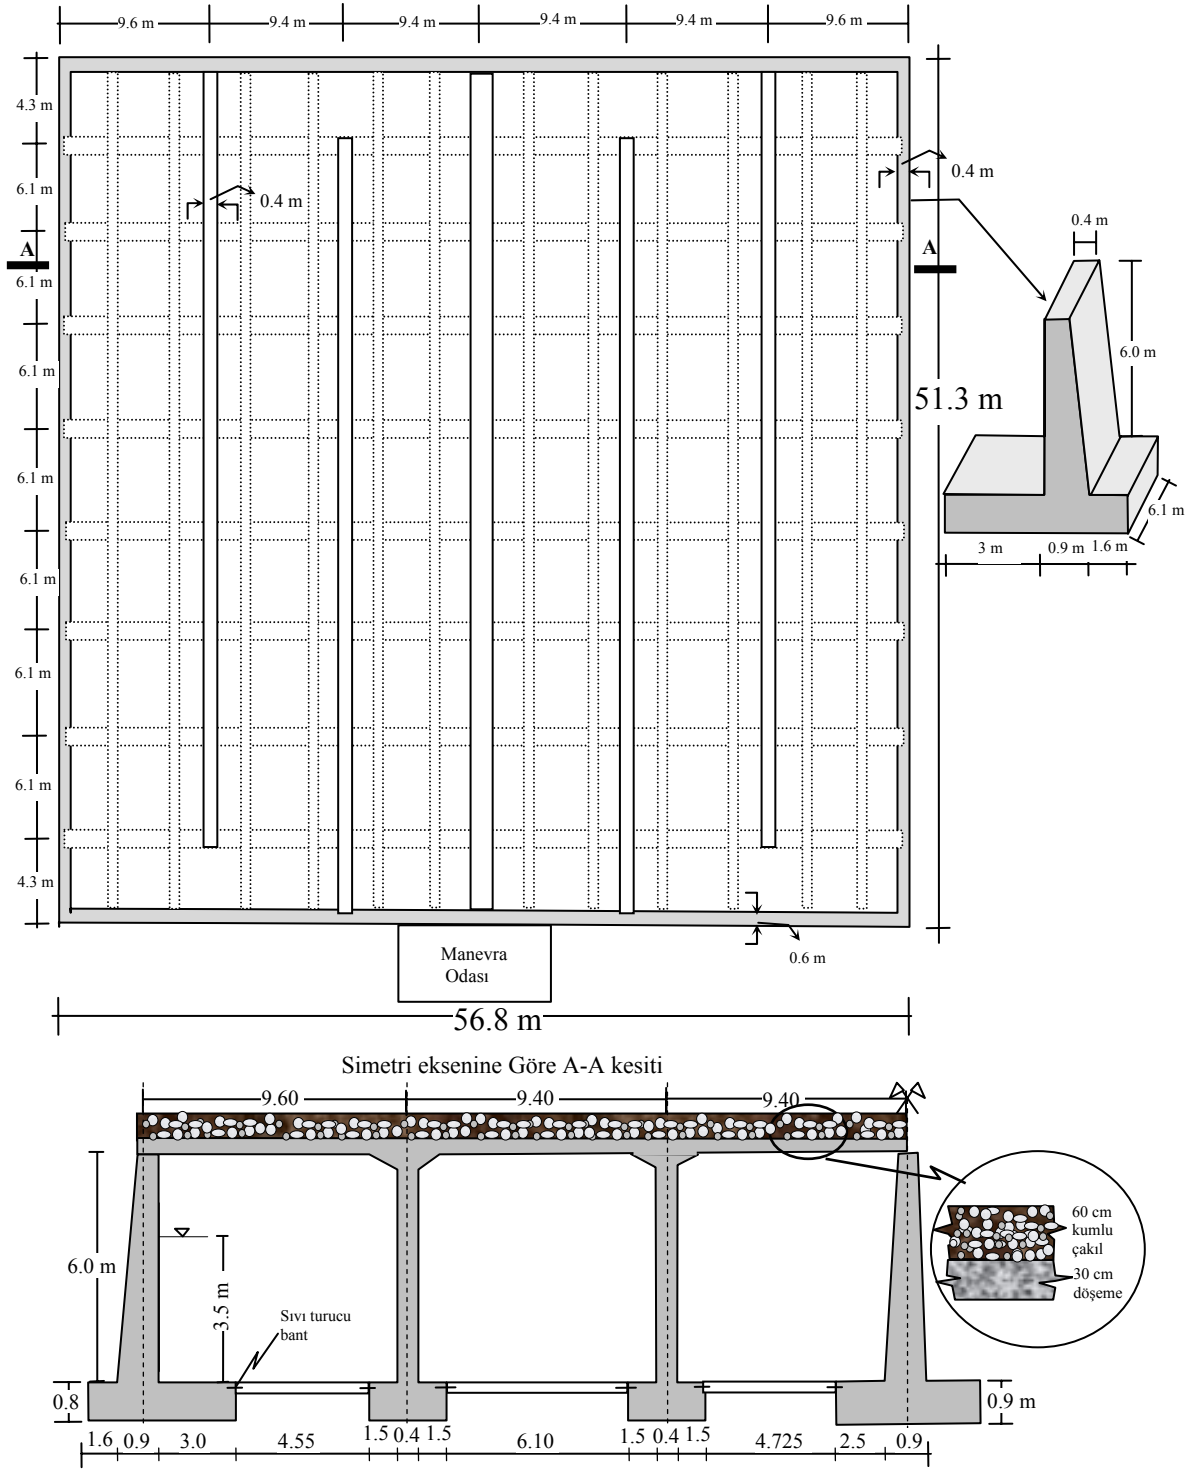 9.6 m
9.4 m
9.4 m
9.4 m
9.4 m
9.6 m
4.3 m
6.1 m
A
6.1 m
6.1 m
6.1 m
6.1 m
6.1 m
6.1 m
4.3 m
0.4 m
0.4 m
A
0.4 m
6.0 m
51.3 m
6.1 m
3 m
0.9 m
1.6 m
Manevra
Odası
0.6 m
56.8 m
Simetri eksenine Göre A-A kesiti
9.60
9.40
9.40
6.0 m
3.5 m
Sıvı turucu
bant
60 cm
kumlu
çakıl
30 cm
döşeme
0.8
0.9 m
1.6
0.9
3.0
4.55
1.5
0.4
1.5
6.10
1.5
0.4
1.5
4.725
2.5
0.9